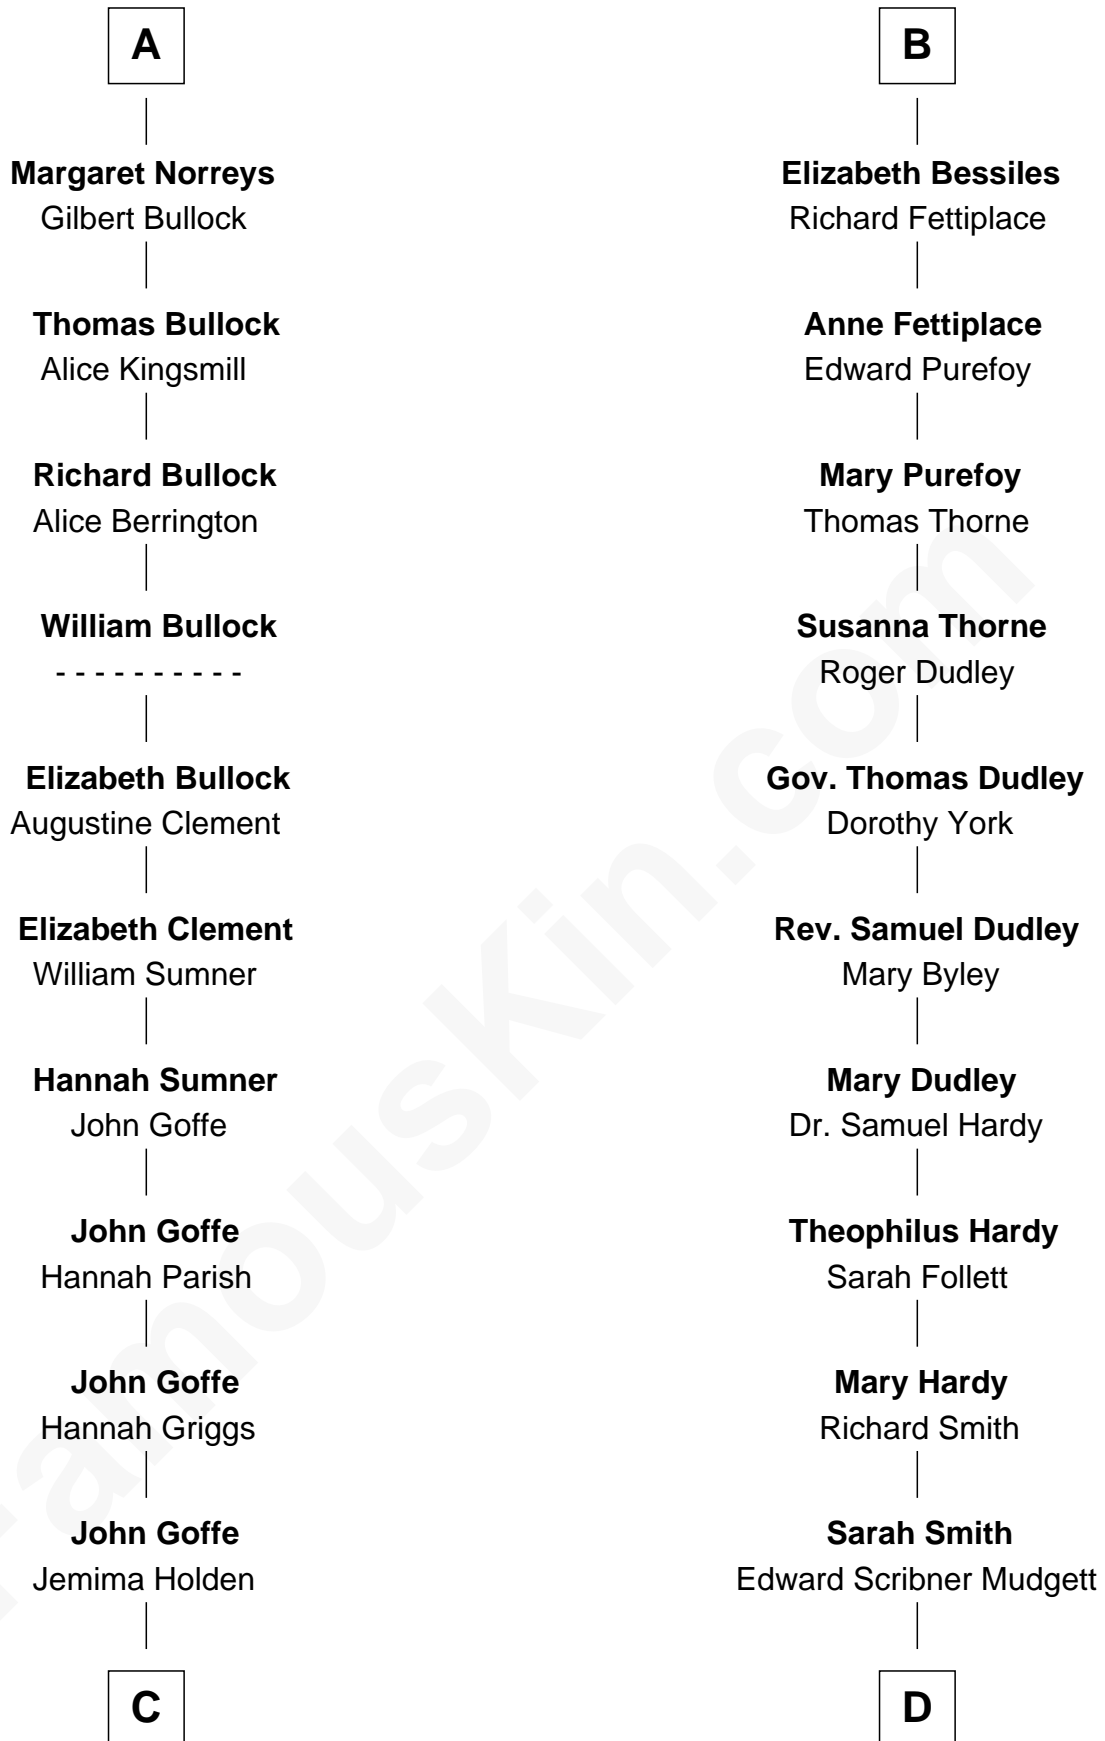 A
Margaret Norreys
Gilbert Bullock
Thomas Bullock
Alice Kingsmill
Richard Bullock
Alice Berrington
William Bullock
- - - - - - - - - -
Elizabeth Bullock
Augustine Clement
Elizabeth Clement
William Sumner
Hannah Sumner
John Goffe
John Goffe
Hannah Parish
John Goffe
Hannah Griggs
John Goffe
Jemima Holden
C
B
Elizabeth Bessiles
Richard Fettiplace
Anne Fettiplace
Edward Purefoy
Mary Purefoy
Thomas Thorne
Susanna Thorne
Roger Dudley
Gov. Thomas Dudley
Dorothy York
Rev. Samuel Dudley
Mary Byley
Mary Dudley
Dr. Samuel Hardy
Theophilus Hardy
Sarah Follett
Mary Hardy
Richard Smith
Sarah Smith
Edward Scribner Mudgett
D
FamousKin.com